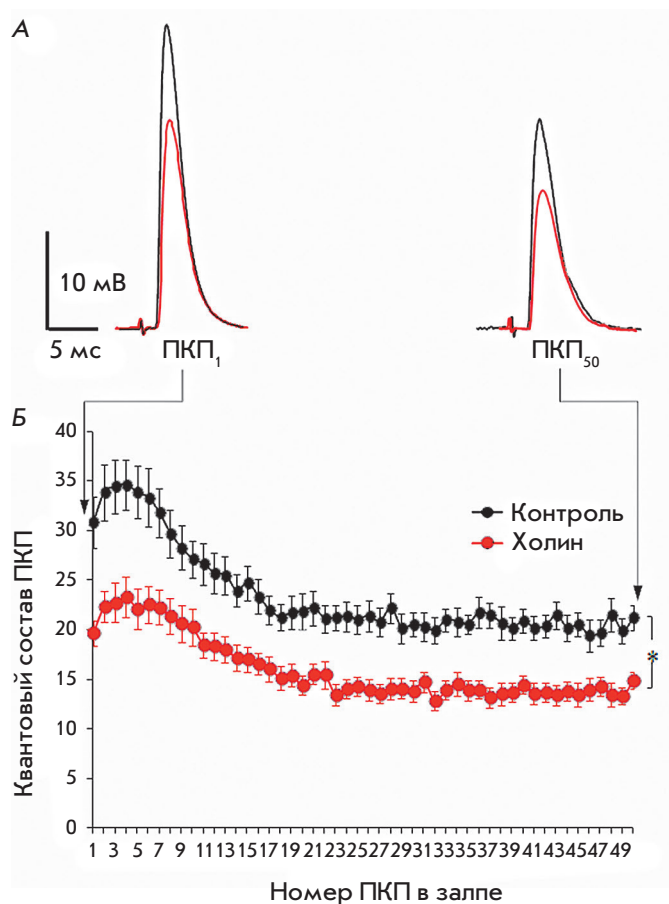 А
10 мВ
5 мс
ПКП1
ПКП50
Б
40
35
30
25
20
15
10
5
0
Квантовый состав ПКП
Контроль
Холин
*
1 3 5 7 9 11 13 15 17 19 21 23 25 27 29 31 33 35 37 39 41 43 45 47 49
Номер ПКП в залпе